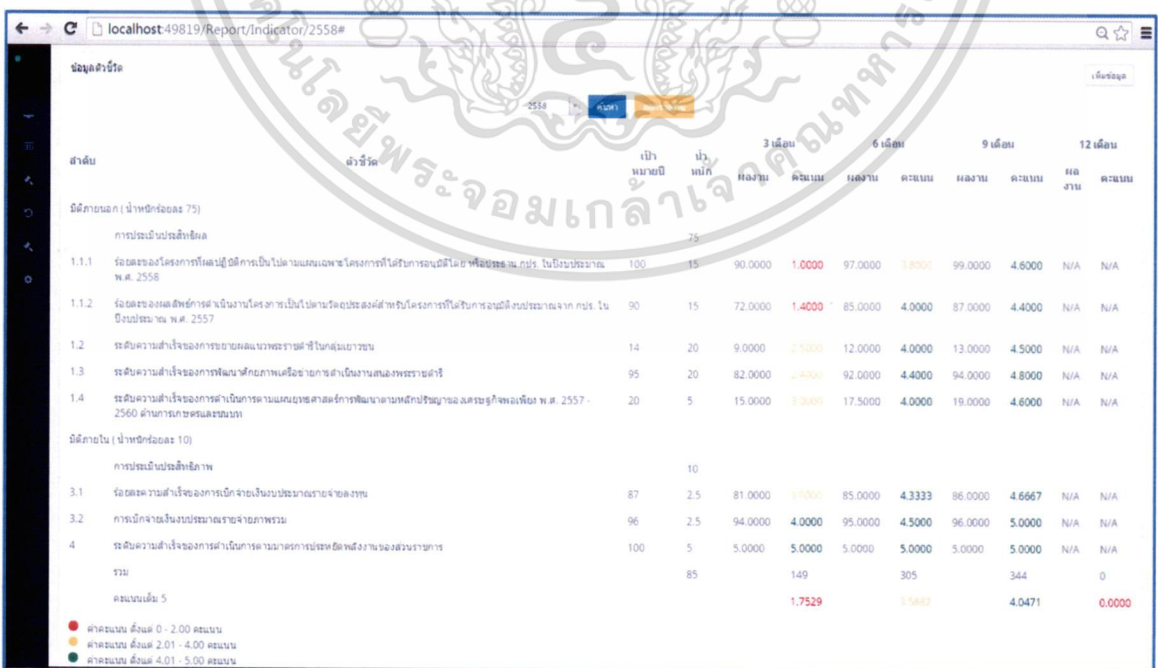 localhost:49819/Report/Indicator/2558#
ข้อมูลตัวชี้วัด
เพิ่มข้อมูล
2558 ค้นหา
ลำดับ ตัวชี้วัด เป้าหมายปี น้ำหนัก 3 เดือน 6 เดือน 9 เดือน 12 เดือน
ผลงาน คะแนน ผลงาน คะแนน ผลงาน คะแนน ผลงาน คะแนน
มิติภายนอก ( น้ำหนักร้อยละ 75)
การประเมินประสิทธิผล 75
1.1.1 ร้อยละของโครงการที่ผลปฏิบัติการเป็นไปตามแผนเฉพาะโครงการที่ได้รับการอนุมัติโดย หรือประธาน กปร. ในปีงบประมาณ 100 15 90.0000 1.0000 97.0000 3.8000 99.0000 4.6000 N/A N/A
พ.ศ. 2558
1.1.2 ร้อยละของผลลัพธ์การดำเนินงานโครงการเป็นไปตามวัตถุประสงค์สำหรับโครงการที่ได้รับการอนุมัติงบประมาณจาก กปร. ใน 90 15 72.0000 1.4000 85.0000 4.0000 87.0000 4.4000 N/A N/A
ปีงบประมาณ พ.ศ. 2557
1.2 ระดับความสำเร็จของการขยายผลแนวพระราชดำริในกลุ่มเยาวชน 14 20 9.0000 2.5000 12.0000 4.0000 13.0000 4.5000 N/A N/A
1.3 ระดับความสำเร็จของการพัฒนาศักยภาพเครือข่ายการดำเนินงานสนองพระราชดำริ 95 20 82.0000 92.0000 4.4000 94.0000 4.8000 N/A N/A
1.4 ระดับความสำเร็จของการดำเนินการตามแผนยุทธศาสตร์การพัฒนาตามหลักปรัชญาของเศรษฐกิจพอเพียง พ.ศ. 2557 - 20 5 15.0000 3.0000 17.5000 4.0000 19.0000 4.6000 N/A N/A
2560 ด้านการเกษตรและชนบท
มิติภายใน ( น้ำหนักร้อยละ 10)
การประเมินประสิทธิภาพ 10
3.1 ร้อยละความสำเร็จของการเบิกจ่ายเงินงบประมาณรายจ่ายลงทุน 87 2.5 81.0000 85.0000 4.3333 86.0000 4.6667 N/A N/A
3.2 การเบิกจ่ายเงินงบประมาณรายจ่ายภาพรวม 96 2.5 94.0000 4.0000 95.0000 4.5000 96.0000 5.0000 N/A N/A
4 ระดับความสำเร็จของการดำเนินการตามมาตรการประหยัดพลังงานของส่วนราชการ 100 5 5.0000 5.0000 5.0000 5.0000 5.0000 5.0000 N/A N/A
รวม 85 149 305 344 0
คะแนนเต็ม 5 1.7529 4.0471 0.0000
ค่าคะแนน ตั้งแต่ 0 - 2.00 คะแนน
ค่าคะแนน ตั้งแต่ 2.01 - 4.00 คะแนน
ค่าคะแนน ตั้งแต่ 4.01 - 5.00 คะแนน